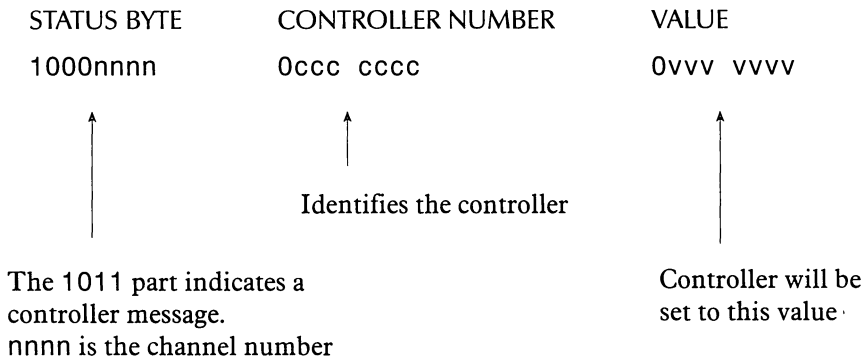 STATUS BYTE CONTROLLER NUMBER VALUE
1000nnnn 0ccc cccc 0vvv vvvv
Identifies the controller
The 1011 part indicates a
controller message.
nnnn is the channel number
Controller will be
set to this value